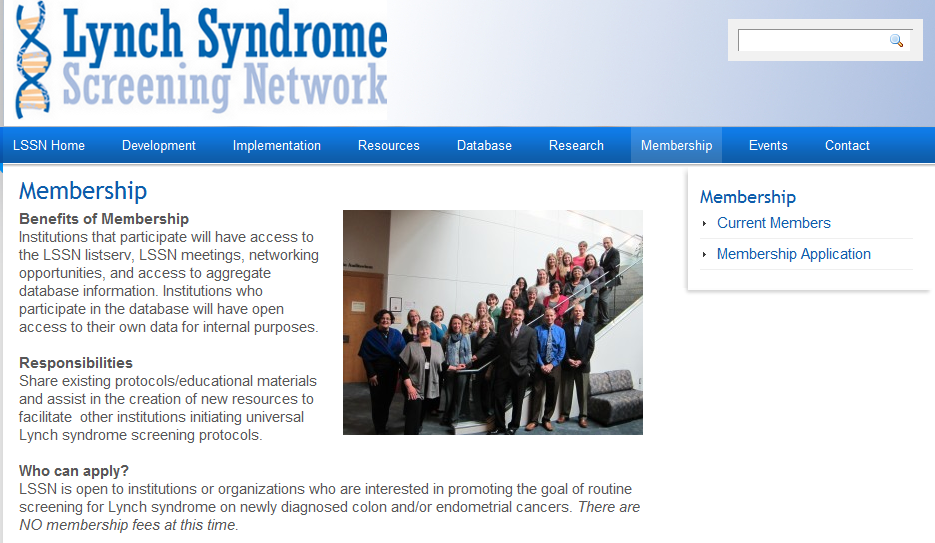 Lynch Syndrome
Screening Network
LSSN Home Development Implementation Resources Database Research Membership Events Contact
Membership
Benefits of Membership
Institutions that participate will have access to
the LSSN listserv, LSSN meetings, networking
opportunities, and access to aggregate
database information. Institutions who
participate in the database will have open
access to their own data for internal purposes.
Responsibilities
Share existing protocols/educational materials
and assist in the creation of new resources to
facilitate  other institutions initiating universal
Lynch syndrome screening protocols.
Who can apply?
LSSN is open to institutions or organizations who are interested in promoting the goal of routine
screening for Lynch syndrome on newly diagnosed colon and/or endometrial cancers. There are
NO membership fees at this time.
Membership
Current Members
Membership Application